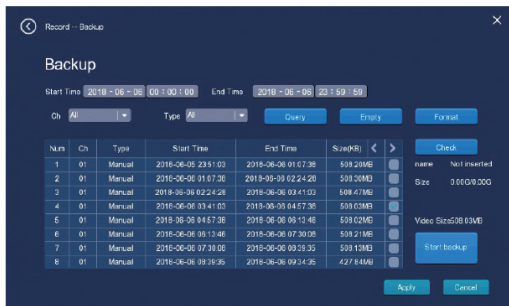 Record -- Backup
Backup
Start Time 2018 - 06 - 06 00 : 00 : 00 End Time 2018 - 06 - 06 23 : 59 : 59
Ch All Type All Query Empty Format
Num Ch Type Start Time End Time Size(KB) < > Check
1 01 Manual 2018-06-05 23:51:03 2018-06-06 01:07:38 508.20MB name Not inserted
2 01 Manual 2018-06-06 01:07:38 2018-06-06 02:24:28 508.30MB Size 0.00G/0.00G
3 01 Manual 2018-06-06 02:24:28 2018-06-06 03:41:03 508.47MB
4 01 Manual 2018-06-06 03:41:03 2018-06-06 04:57:38 508.03MB
5 01 Manual 2018-06-06 04:57:38 2018-06-06 06:13:46 508.02MB Video Size508.03MB
6 01 Manual 2018-06-06 06:13:46 2018-06-06 07:30:08 508.21MB
7 01 Manual 2018-06-06 07:30:08 2018-06-06 08:39:35 508.13MB Start backup
8 01 Manual 2018-06-06 08:39:35 2018-06-06 09:34:35 427.84MB
Apply Cancel